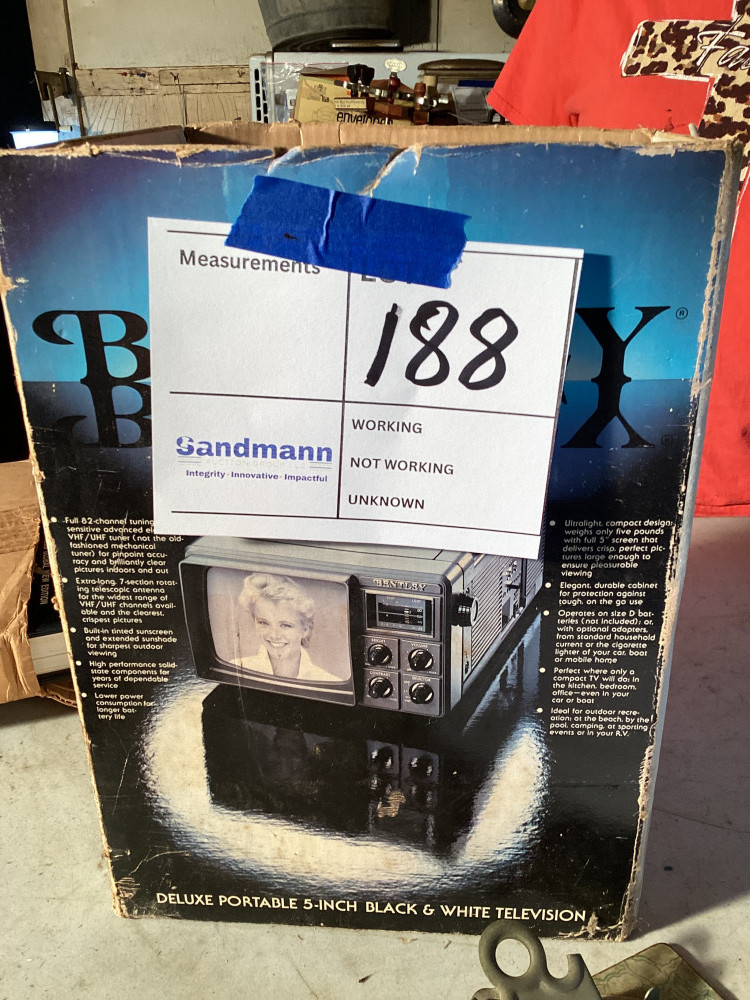 envelopes
Measurements
188
B
EY®
WORKING
Sandmann
Integrity · Innovative · Impactful
NOT WORKING
UNKNOWN
• Full 82-channel tuning
sensitive advanced
VHF/UHF tuner (not the old-
fashioned mechanical
tuner) for pinpoint accu-
racy and brilliantly clear
pictures indoors and out
• Extra-long, 7-section rotat-
ing telescopic antenna
for the widest range of
VHF/UHF channels avail-
able and the clearest,
crispest pictures
• Built-in tinted sunscreen
and extended sunshade
for sharpest outdoor
viewing
• High performance solid-
state components for
years of dependable
service
• Lower power
consumption for
longer bat-
tery life
BENTLEY
• Ultralight, compact design
weighs only five pounds
with full 5" screen that
delivers crisp, perfect pic-
tures large enough to
ensure pleasurable
viewing
• Elegant, durable cabinet
for protection against
tough, on the go use
• Operates on size D bat-
teries (not included); or,
with optional adapters,
from standard household
current or the cigarette
lighter of your car, boat
or mobile home
• Perfect where only a
compact TV will do: in
the kitchen, bedroom,
office—even in your
car or boat
• Ideal for outdoor recre-
ation: at the beach, by the
pool, camping, at sporting
events or in your R.V.
DELUXE PORTABLE 5-INCH BLACK & WHITE TELEVISION